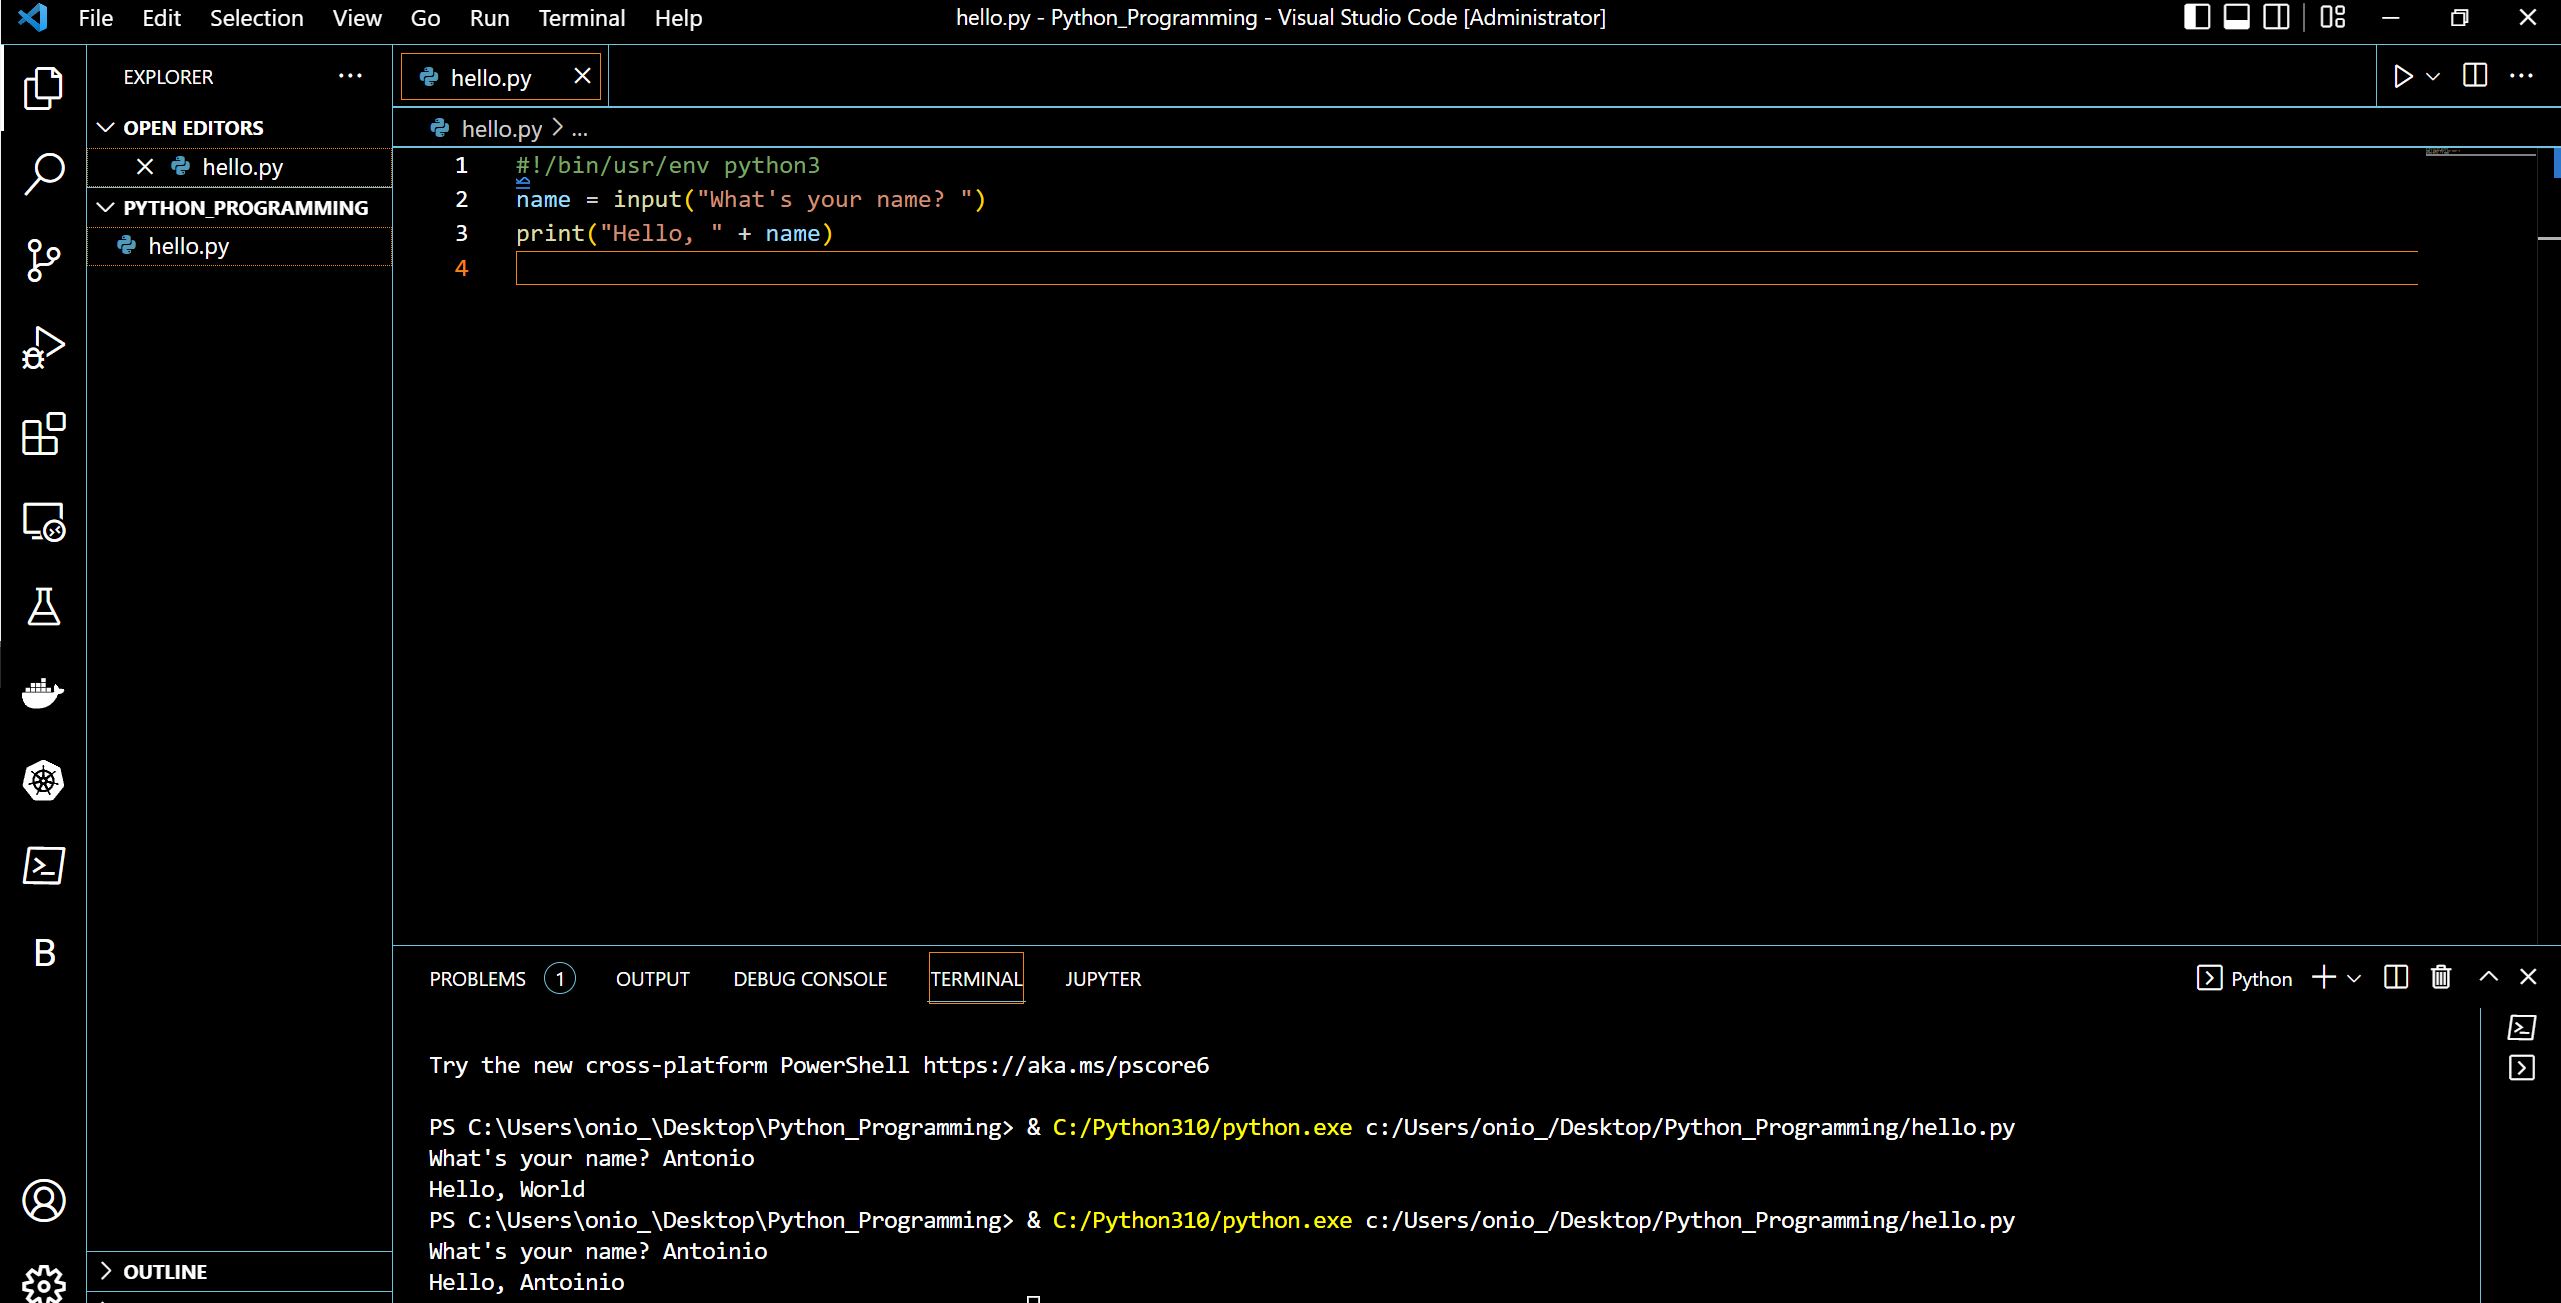 File Edit Selection View Go Run Terminal Help
hello.py - Python_Programming - Visual Studio Code [Administrator]
EXPLORER
OPEN EDITORS
hello.py
PYTHON_PROGRAMMING
hello.py
B
OUTLINE
hello.py
hello.py > ...
1 #!/bin/usr/env python3
2 name = input("What's your name? ")
3 print("Hello, " + name)
4
PROBLEMS 1 OUTPUT DEBUG CONSOLE TERMINAL JUPYTER
Python
Try the new cross-platform PowerShell https://aka.ms/pscore6
PS C:\Users\onio_\Desktop\Python_Programming> & C:/Python310/python.exe c:/Users/onio_/Desktop/Python_Programming/hello.py
What's your name? Antonio
Hello, World
PS C:\Users\onio_\Desktop\Python_Programming> & C:/Python310/python.exe c:/Users/onio_/Desktop/Python_Programming/hello.py
What's your name? Antoinio
Hello, Antoinio